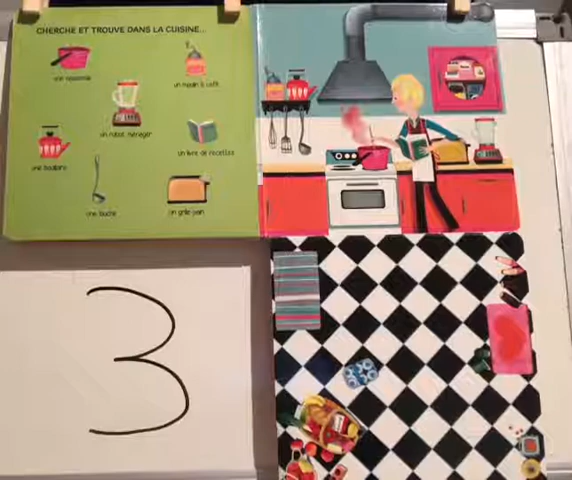 CHERCHE ET TROUVE DANS LA CUISINE...
une casserole
un moulin à café
un robot ménager
une bouilloire
un livre de recettes
une louche
un grille-pain
3